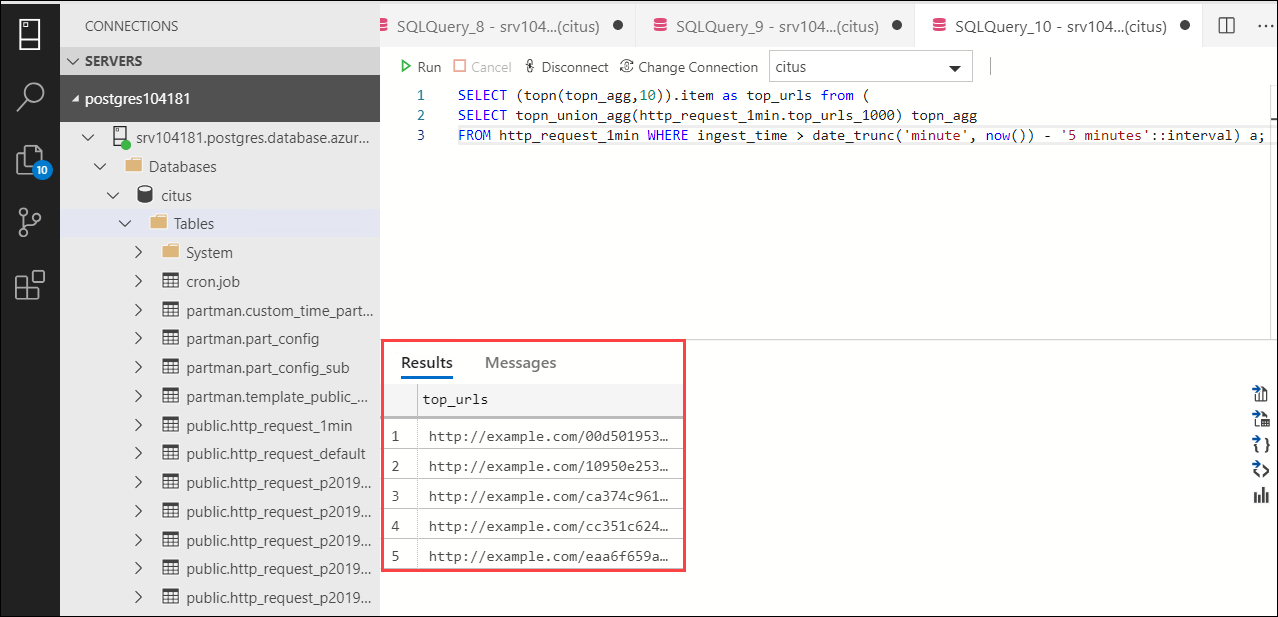 CONNECTIONS
SERVERS
postgres104181
srv104181.postgres.database.azur...
Databases
citus
Tables
System
cron.job
partman.custom_time_part...
partman.part_config
partman.part_config_sub
partman.template_public_...
public.http_request_1min
public.http_request_default
public.http_request_p2019...
public.http_request_p2019...
public.http_request_p2019...
public.http_request_p2019...
public.http_request_p2019...
10
SQLQuery_8 - srv104...(citus) SQLQuery_9 - srv104...(citus) SQLQuery_10 - srv104...(citus)
Run Cancel Disconnect Change Connection citus
1 SELECT (topn(topn_agg,10)).item as top_urls from (
2 SELECT topn_union_agg(http_request_1min.top_urls_1000) topn_agg
3 FROM http_request_1min WHERE ingest_time > date_trunc('minute', now()) - '5 minutes'::interval) a;
Results Messages
top_urls
1 http://example.com/00d501953...
2 http://example.com/10950e253...
3 http://example.com/ca374c961...
4 http://example.com/cc351c624...
5 http://example.com/eaa6f659a...